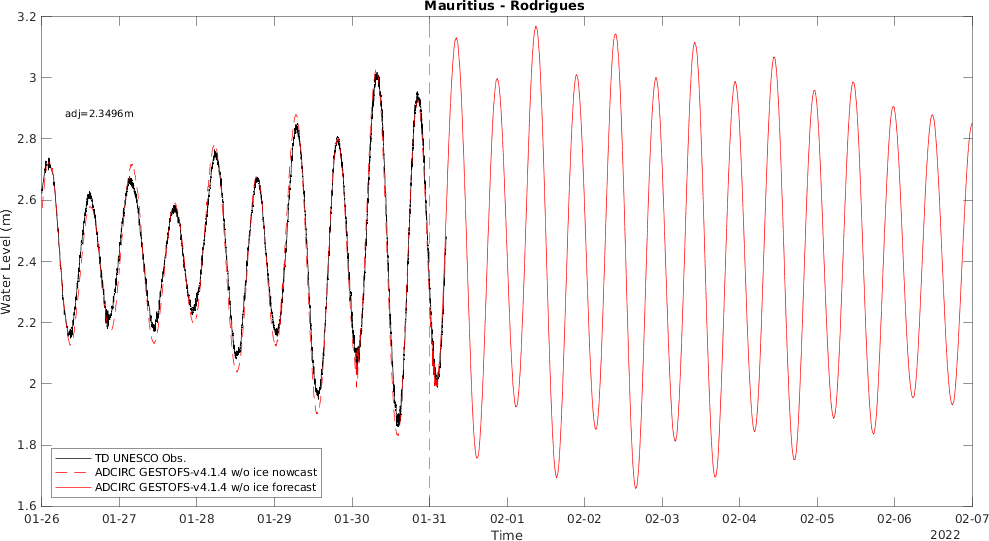 Mauritius - Rodrigues
3.2
3
2.8
2.6
2.4
2.2
2
1.8
1.6
Water Level (m)
adj=2.3496m
TD UNESCO Obs.
ADCIRC GESTOFS-v4.1.4 w/o ice nowcast
ADCIRC GESTOFS-v4.1.4 w/o ice forecast
01-26 01-27 01-28 01-29 01-30 01-31 02-01 02-02 02-03 02-04 02-05 02-06 02-07
Time
2022